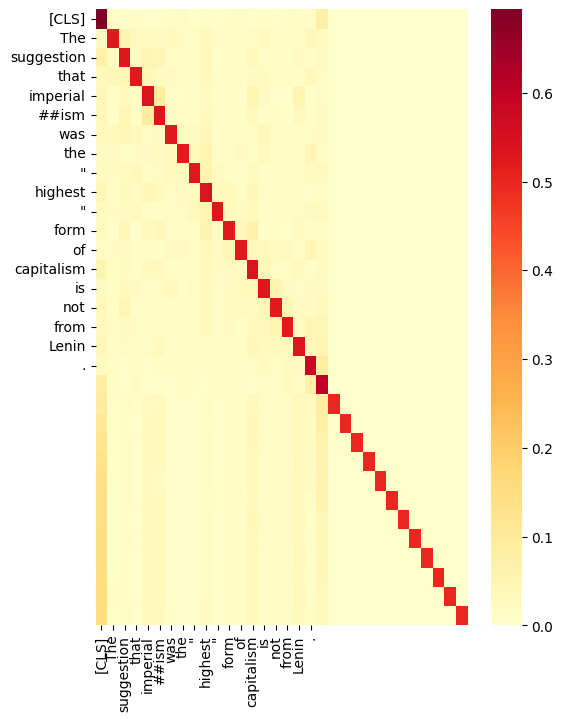 [CLS]
The
suggestion
that
imperial
##ism
was
the
"
highest
"
form
of
capitalism
is
not
from
Lenin
.
[CLS]
The
suggestion
that
imperial
##ism
was
the
"
highest
"
form
of
capitalism
is
not
from
Lenin
.
0.6
0.5
0.4
0.3
0.2
0.1
0.0